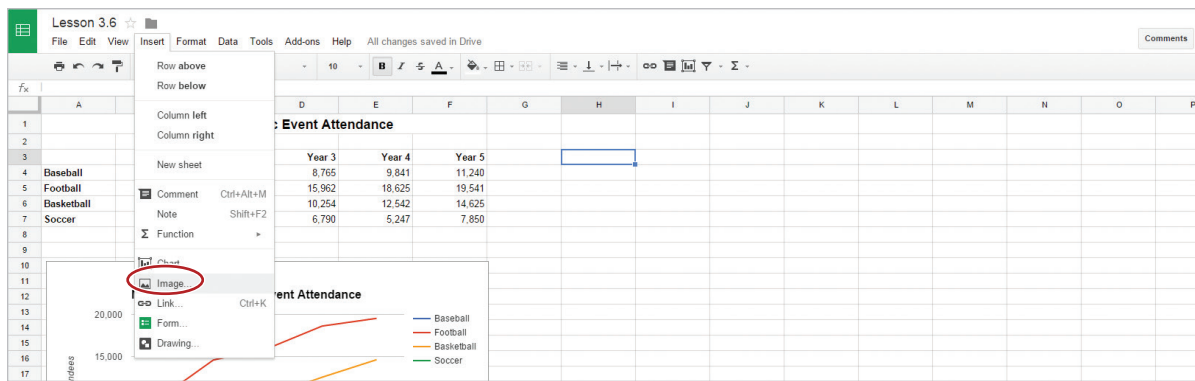 Lesson 3.6
File Edit View Insert Format Data Tools Add-ons Help All changes saved in Drive
Comments
10 B I S A Σ
fx
A D E F G H I J K L M N O P
Row above
Row below
Column left
Column right
New sheet
Comment Ctrl+Alt+M
Note Shift+F2
Σ Function
Chart...
Image...
Link... Ctrl+K
Form...
Drawing...
1 c Event Attendance
2
3 Year 3 Year 4 Year 5
4 Baseball 8,765 9,841 11,240
5 Football 15,962 18,625 19,541
6 Basketball 10,254 12,542 14,625
7 Soccer 6,790 5,247 7,850
8
9
10
11
12 ent Attendance
13 20,000 Baseball
14 Football
15 Basketball
16 15,000 Soccer
17 ndees